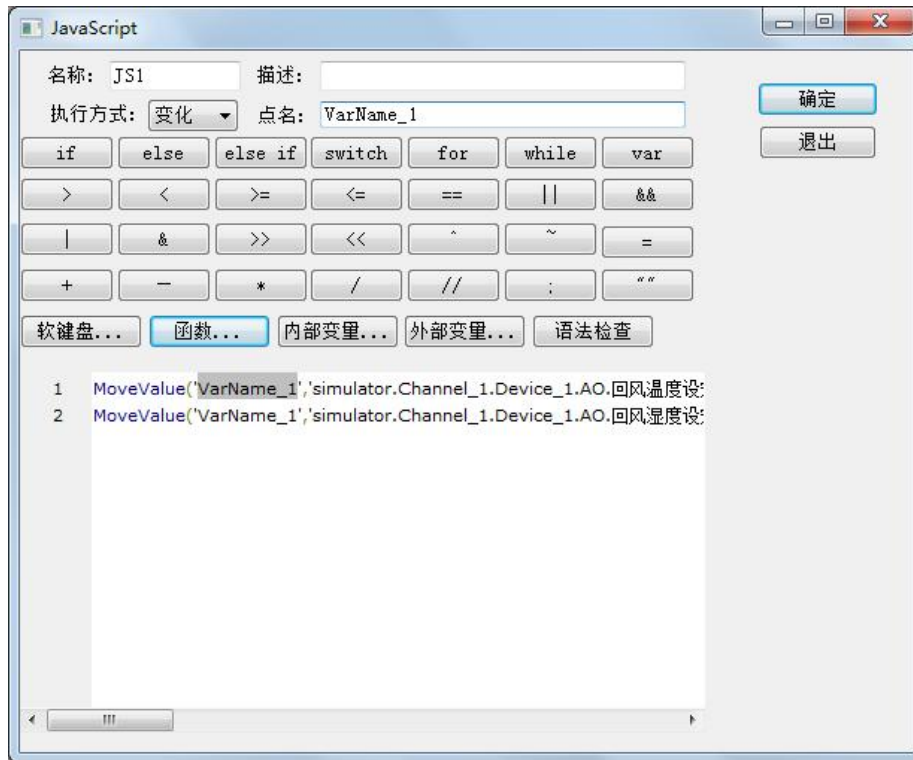 JavaScript
名称: JS1 描述:
确定
执行方式: 变化 点名: VarName_1
退出
if else else if switch for while var
> < >= <= == || &&
| & >> << ^ ~ =
+ — * / // ; ""
软键盘... 函数... 内部变量... 外部变量... 语法检查
1 MoveValue('VarName_1','simulator.Channel_1.Device_1.AO.回风温度设
2 MoveValue('VarName_1','simulator.Channel_1.Device_1.AO.回风湿度设